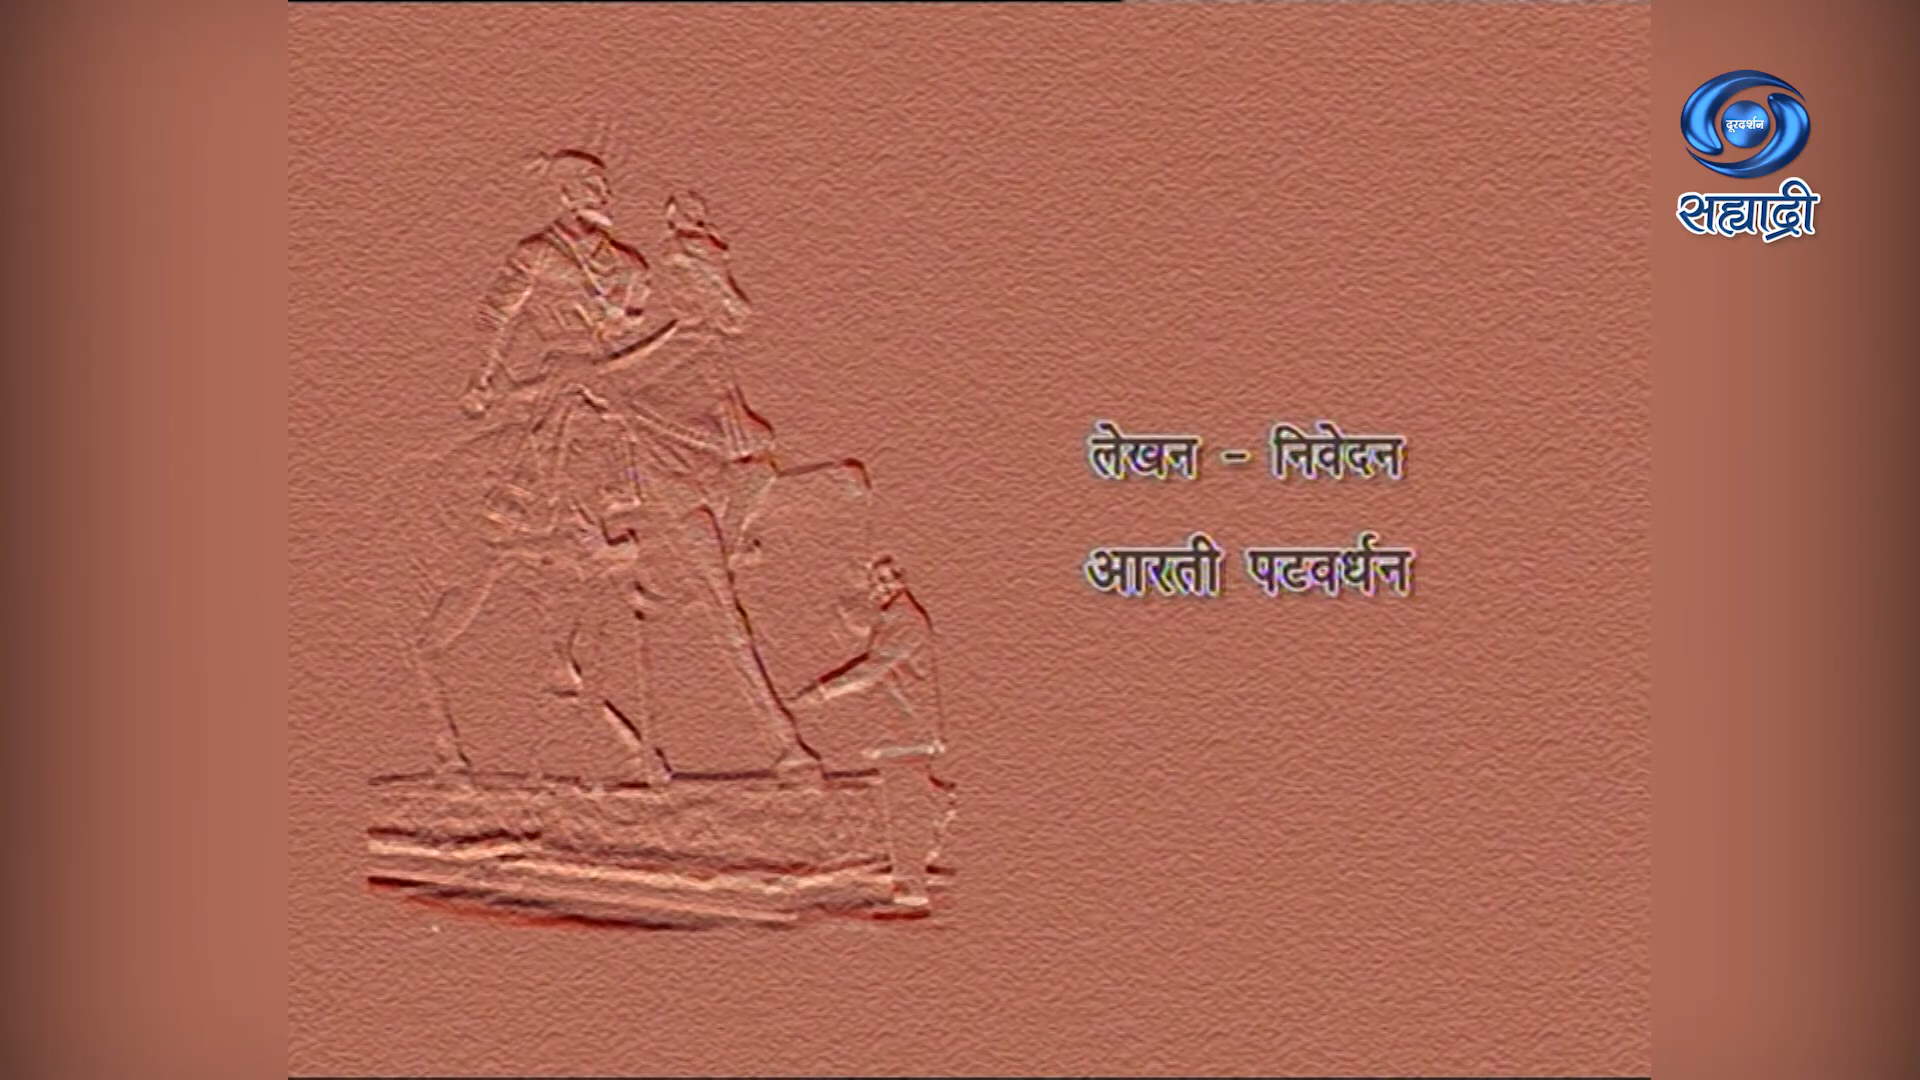 दूरदर्शन
सह्याद्री
लेखन - निवेदन
आरती पटवर्धन